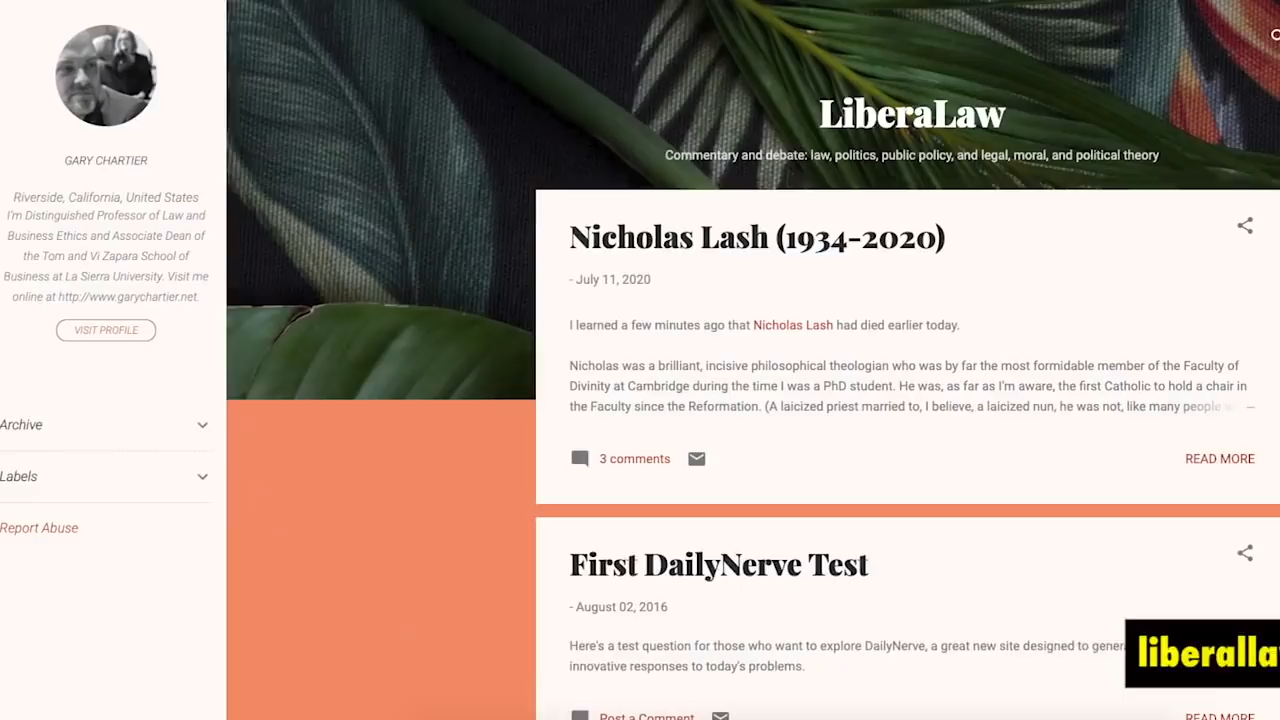 GARY CHARTIER
Riverside, California, United States
I'm Distinguished Professor of Law and
Business Ethics and Associate Dean of
the Tom and Vi Zapara School of
Business at La Sierra University. Visit me
online at http://www.garychartier.net.
VISIT PROFILE
Archive
Labels
Report Abuse
LiberaLaw
Commentary and debate: law, politics, public policy, and legal, moral, and political theory
Nicholas Lash (1934-2020)
- July 11, 2020
I learned a few minutes ago that Nicholas Lash had died earlier today.
Nicholas was a brilliant, incisive philosophical theologian who was by far the most formidable member of the Faculty of
Divinity at Cambridge during the time I was a PhD student. He was, as far as I'm aware, the first Catholic to hold a chair in
the Faculty since the Reformation. (A laicized priest married to, I believe, a laicized nun, he was not, like many people
3 comments
READ MORE
First DailyNerve Test
- August 02, 2016
Here's a test question for those who want to explore DailyNerve, a great new site designed to gener
innovative responses to today's problems.
Post a Comment
READ MORE
liberalla